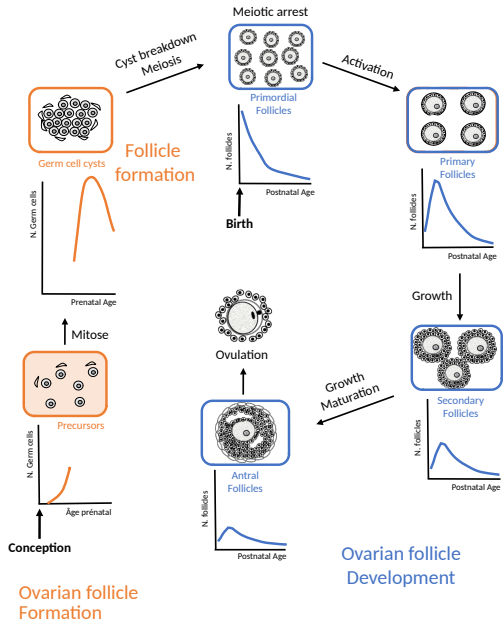 Meiotic arrest
Cyst breakdown
Meiosis
Activation
Primordial
Follicles
Germ cell cysts
Follicle
formation
Primary
Follicles
N. Germ cells
Prenatal Age
N. follicles
Postnatal Age
Birth
N. follicles
Postnatal Age
Growth
Mitose
Ovulation
Precursors
Growth
Maturation
Secondary
Follicles
N. Germ cells
Âge prénatal
Conception
Antral
Follicles
N. follicles
Postnatal Age
N. follicles
Postnatal Age
Ovarian follicle
Development
Ovarian follicle
Formation